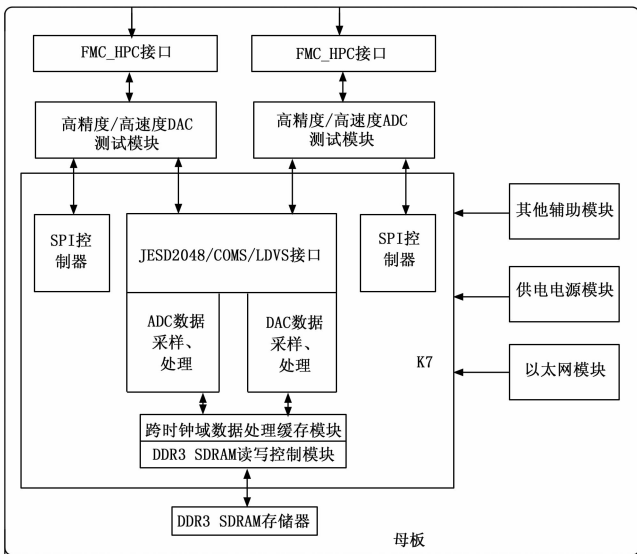 FMC_HPC接口
FMC_HPC接口
高精度/高速度DAC
测试模块
高精度/高速度ADC
测试模块
SPI控
制器
JESD2048/COMS/LDVS接口
SPI控
制器
其他辅助模块
ADC数据
采样、
处理
DAC数据
采样、
处理
供电电源模块
K7
以太网模块
跨时钟域数据处理缓存模块
DDR3 SDRAM读写控制模块
DDR3 SDRAM存储器
母板